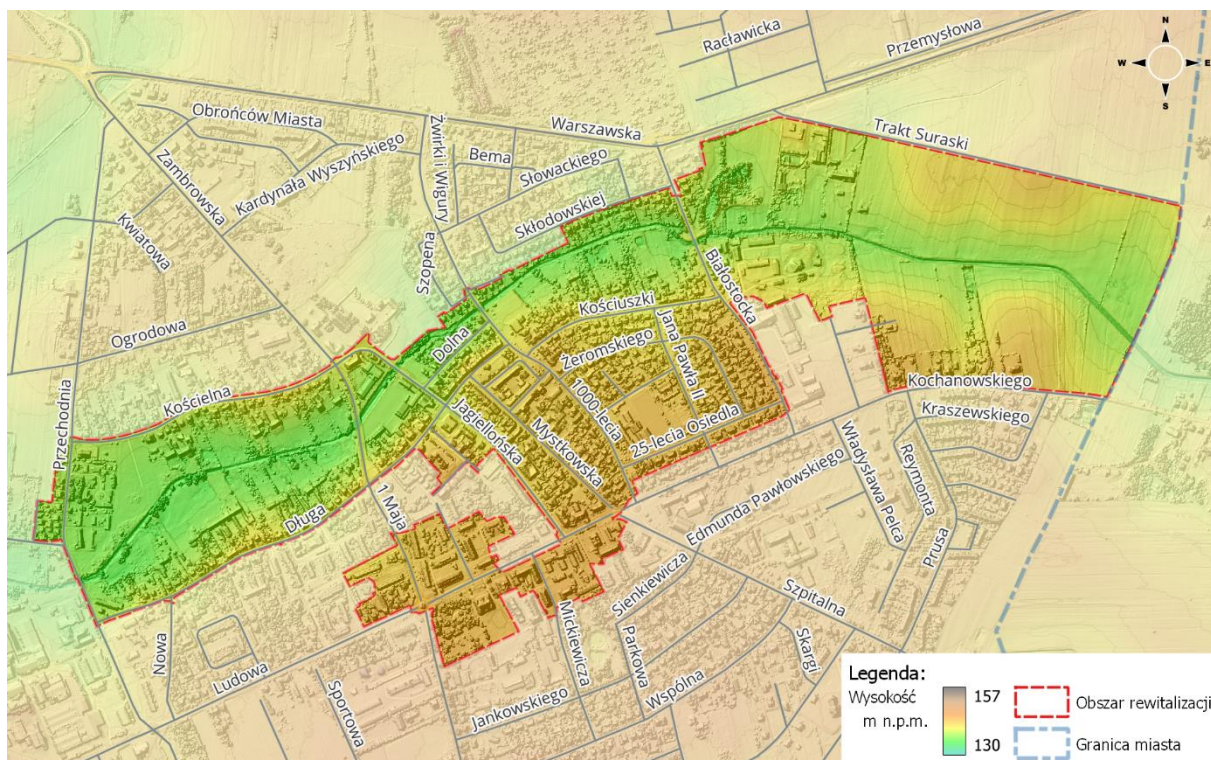 Racławicka
Przemysłowa
N
W
E
S
Obrońców Miasta
Żwirki i Wigury
Warszawska
Trakt Suraski
Zambrowska
Kardynała Wyszyńskiego
Bema
Słowackiego
Kwiatowa
Skłodowskiej
Szopena
Białostocka
Ogrodowa
Kościuszki
Dolna
Jana Pawła II
Żeromskiego
Kościelna
Przechodnia
1000-lecia
Kochanowskiego
Jagiellońska
Mystkowska
25-lecia Osiedla
Kraszewskiego
Władysława Pelca
Reymonta
Długa
1 Maja
Edmunda Pawłowskiego
Prusa
Sienkiewicza
Szpitalna
Mickiewicza
Nowa
Ludowa
Parkowa
Skargi
Sportowa
Wspólna
Jankowskiego
Legenda:
Wysokość
m n.p.m.
157
130
Obszar rewitalizacji
Granica miasta